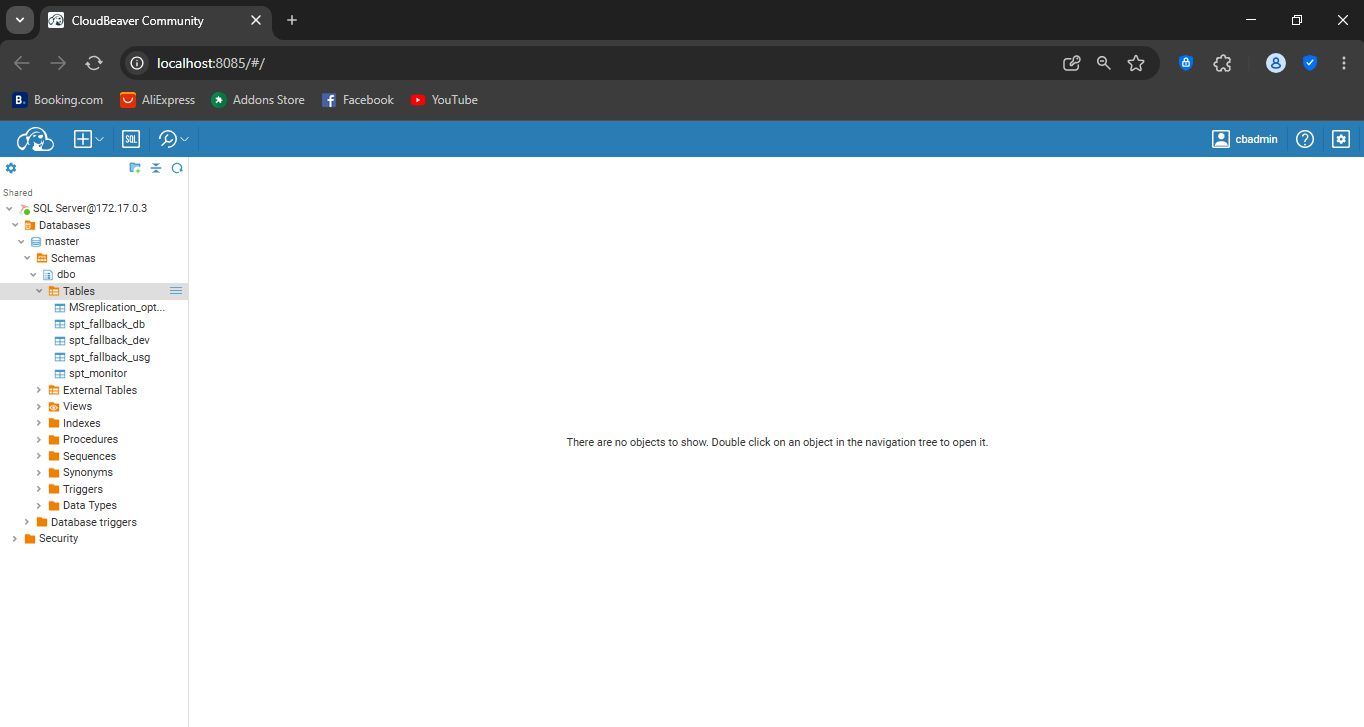 CloudBeaver Community
localhost:8085/#/
B. Booking.com AliExpress Addons Store Facebook YouTube
SQL cbadmin
Shared
SQL Server@172.17.0.3
Databases
master
Schemas
dbo
Tables
MSreplication_opt...
spt_fallback_db
spt_fallback_dev
spt_fallback_usg
spt_monitor
External Tables
Views
Indexes
Procedures
Sequences
Synonyms
Triggers
Data Types
Database triggers
Security
There are no objects to show. Double click on an object in the navigation tree to open it.